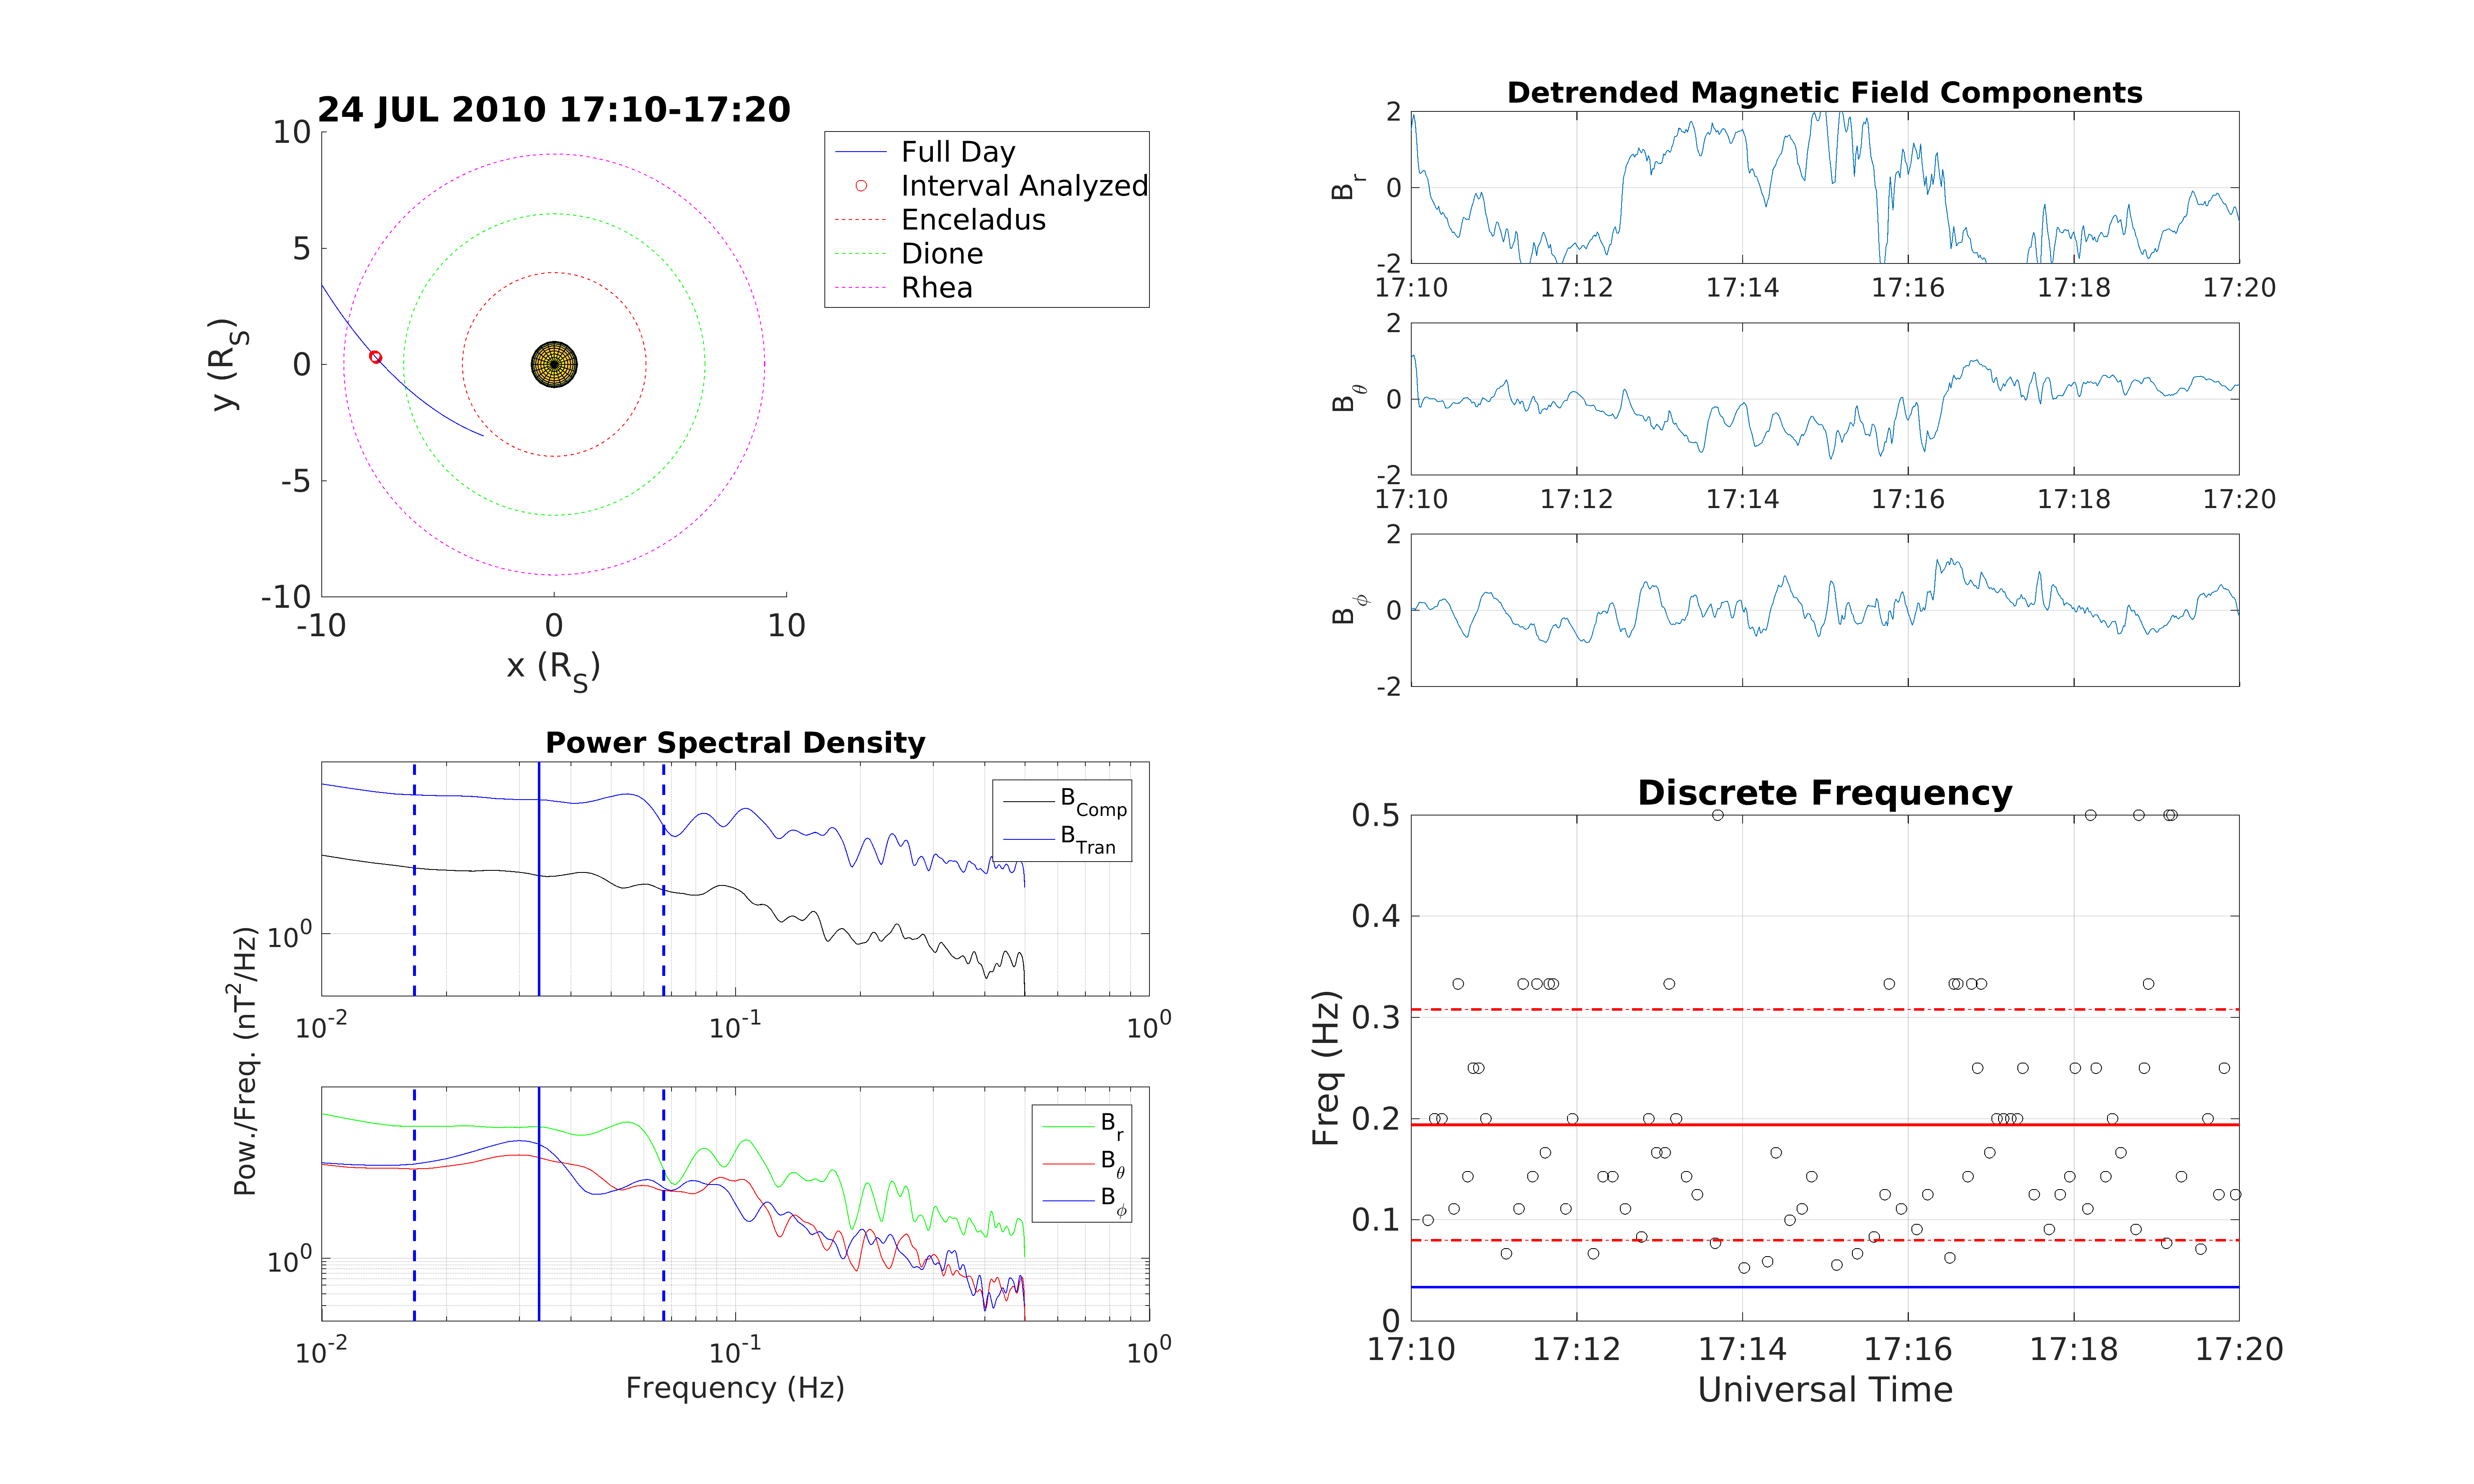 24 JUL 2010 17:10-17:20
10
5
0
-5
-10
y (R_S)
-10
0
10
x (R_S)
Full Day
Interval Analyzed
Enceladus
Dione
Rhea
Detrended Magnetic Field Components
2
0
-2
B_r
17:10
17:12
17:14
17:16
17:18
17:20
2
0
-2
B_θ
17:10
17:12
17:14
17:16
17:18
17:20
2
0
-2
B_ϕ
Power Spectral Density
10^0
B_Comp
B_Tran
10^-2
10^-1
10^0
Pow./Freq. (nT^2/Hz)
10^0
B_r
B_θ
B_ϕ
10^-2
10^-1
10^0
Frequency (Hz)
Discrete Frequency
0.5
0.4
0.3
0.2
0.1
0
Freq (Hz)
17:10
17:12
17:14
17:16
17:18
17:20
Universal Time